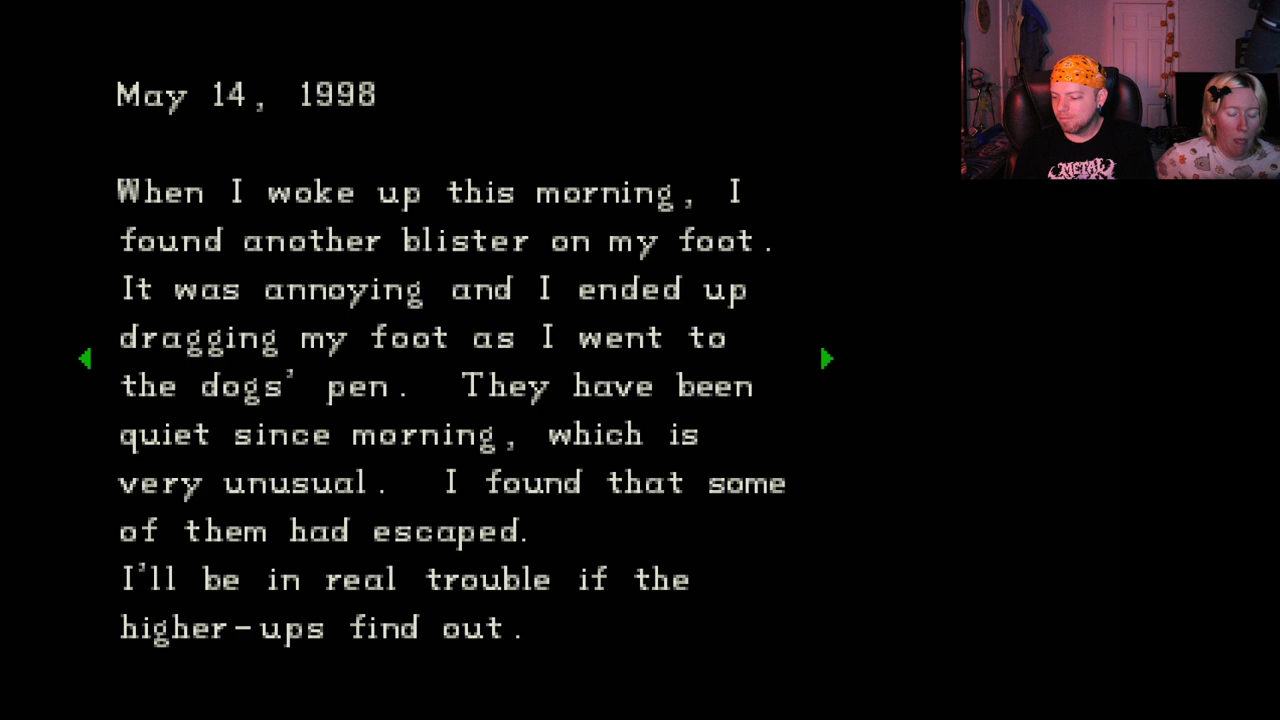 May 14, 1998
When I woke up this morning, I
found another blister on my foot.
It was annoying and I ended up
dragging my foot as I went to
the dogs' pen. They have been
quiet since morning, which is
very unusual. I found that some
of them had escaped.
I'll be in real trouble if the
higher-ups find out.
METAL